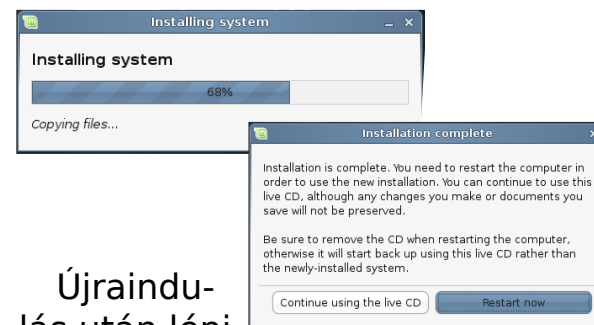 Installing system
Installing system
68%
Copying files...
Installation complete
Installation is complete. You need to restart the computer in
order to use the new installation. You can continue to use this
live CD, although any changes you make or documents you
save will not be preserved.
Be sure to remove the CD when restarting the computer,
otherwise it will start back up using this live CD rather than
the newly-installed system.
Continue using the live CD
Restart now
Újraindu-
lás után lépj